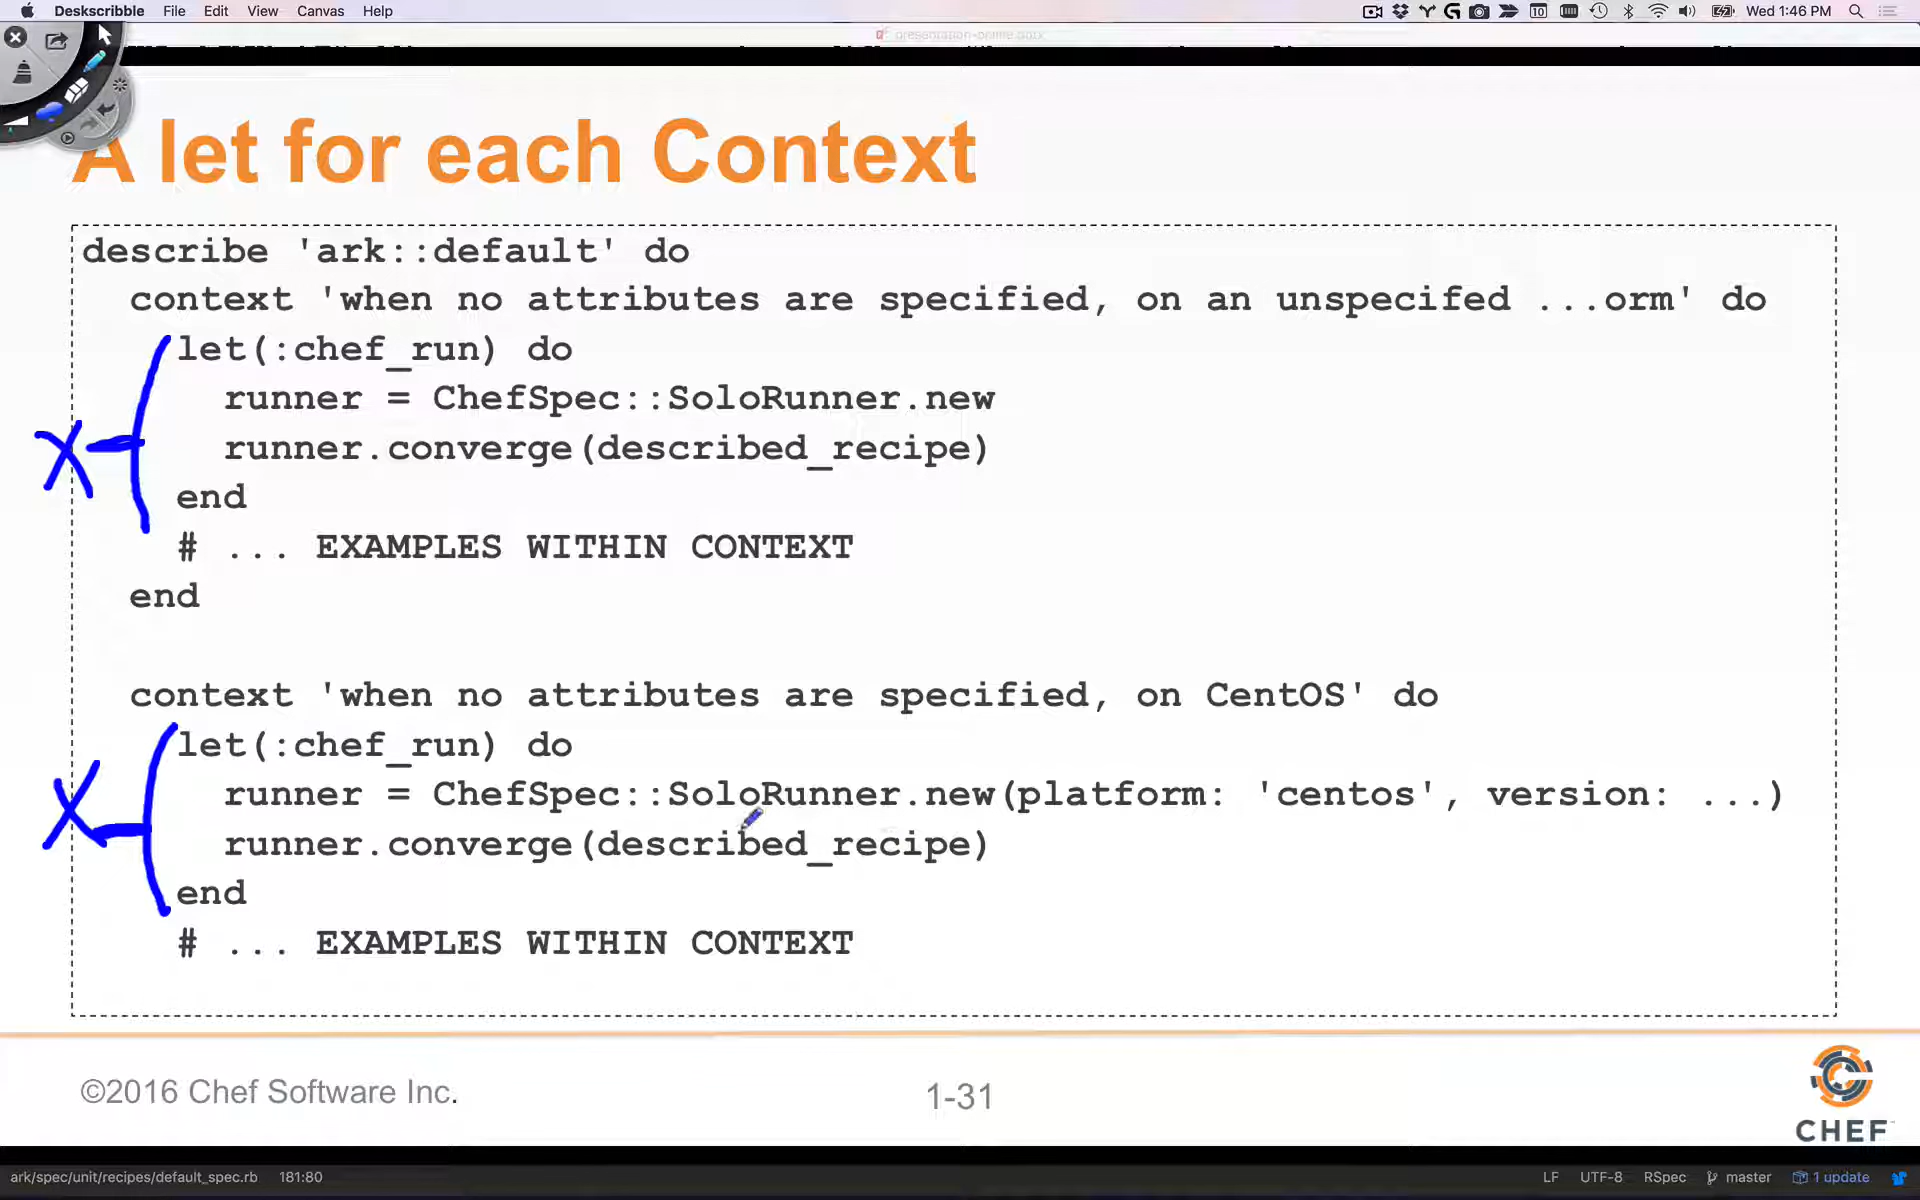 Deskscribble File Edit View Canvas Help Wed 1:46 PM
presentation-online.pptx
A let for each Context
describe 'ark::default' do
context 'when no attributes are specified, on an unspecifed ...orm' do
let(:chef_run) do
runner = ChefSpec::SoloRunner.new
runner.converge(described_recipe)
end
# ... EXAMPLES WITHIN CONTEXT
end
context 'when no attributes are specified, on CentOS' do
let(:chef_run) do
runner = ChefSpec::SoloRunner.new(platform: 'centos', version: ...)
runner.converge(described_recipe)
end
# ... EXAMPLES WITHIN CONTEXT
X
X
©2016 Chef Software Inc.
1-31
CHEF
ark/spec/unit/recipes/default_spec.rb 181:80 LF UTF-8 RSpec master 1 update